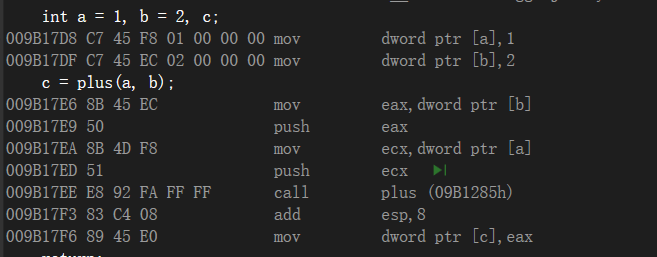 int a = 1, b = 2, c;
009B17D8 C7 45 F8 01 00 00 00 mov dword ptr [a],1
009B17DF C7 45 EC 02 00 00 00 mov dword ptr [b],2
c = plus(a, b);
009B17E6 8B 45 EC mov eax,dword ptr [b]
009B17E9 50 push eax
009B17EA 8B 4D F8 mov ecx,dword ptr [a]
009B17ED 51 push ecx
009B17EE E8 92 FA FF FF call plus (09B1285h)
009B17F3 83 C4 08 add esp,8
009B17F6 89 45 E0 mov dword ptr [c],eax